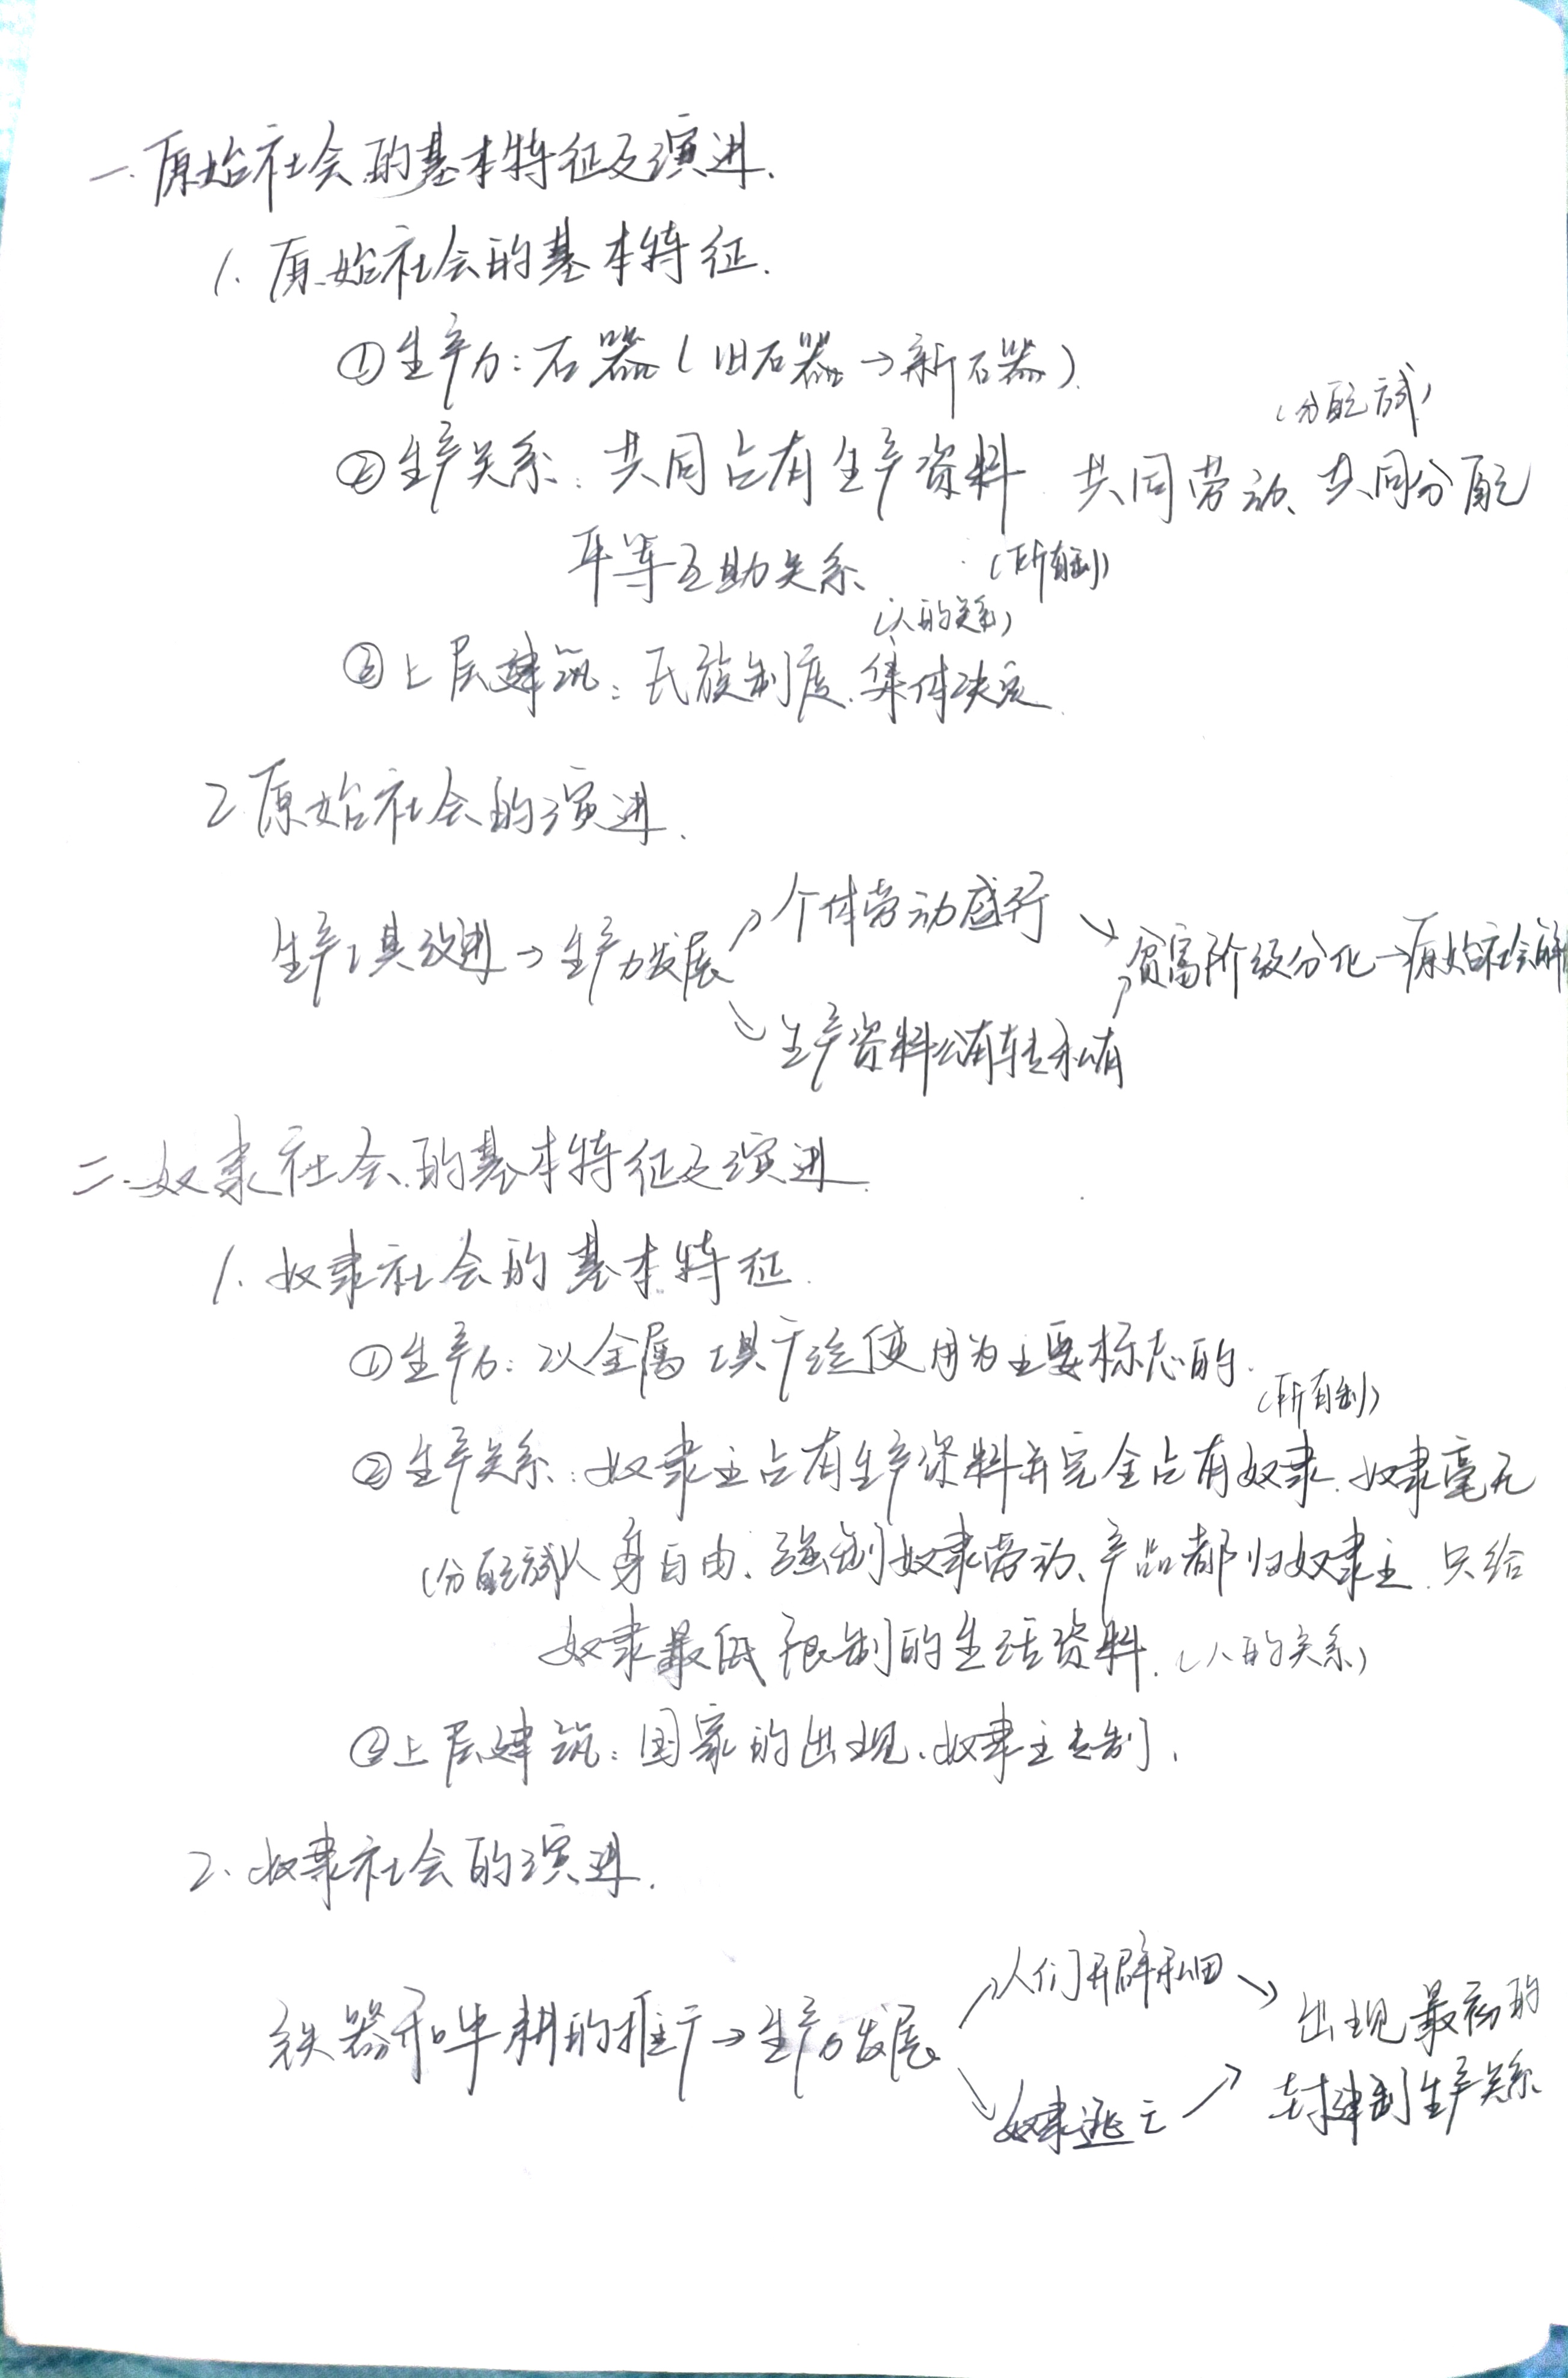 一.原始社会的基本特征及演进.
1.原始社会的基本特征.
①生产力:石器(旧石器→新石器).
(分配方式)
②生产关系:共同占有生产资料.共同劳动、共同分配
平等互助关系.(所有制)
(人的关系)
③上层建筑:氏族制度.集体决定.
2原始社会的演进.
个体劳动盛行
生产工具改进→生产力发展 贫富阶级分化→原始社会解
生产资料公有转私有
二.奴隶社会的基本特征及演进.
1.奴隶社会的基本特征.
①生产力:以金属工具广泛使用为主要标志的.
(所有制)
②生产关系:奴隶主占有生产资料并完全占有奴隶.奴隶毫无
(分配方式)人身自由、强制奴隶劳动、产品都归奴隶主.只给
奴隶最低限制的生活资料.(人的关系)
③上层建筑:国家的出现、奴隶主专制.
2.奴隶社会的演进.
人们开辟私田
铁器和牛耕的推广→生产力发展 出现最初的
奴隶逃亡 封建制生产关系